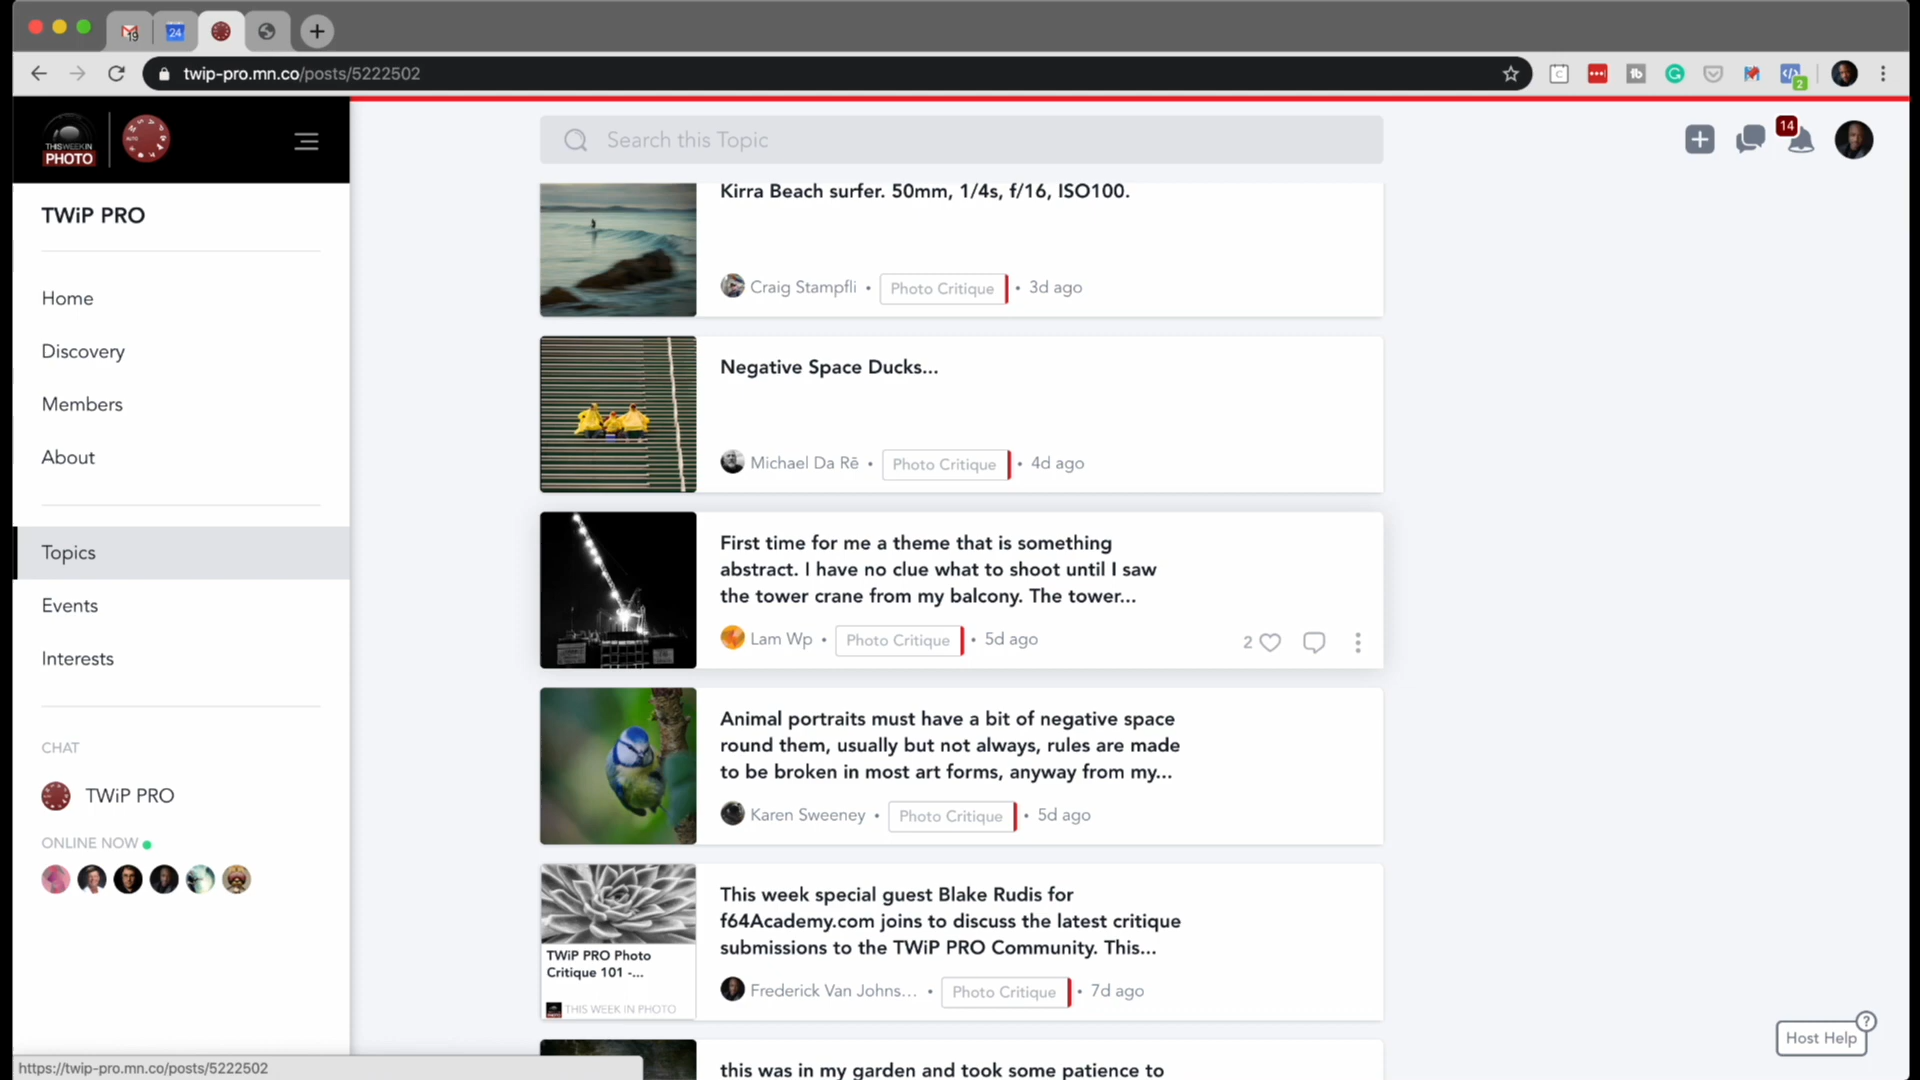 19
24
twip-pro.mn.co/posts/5222502
2
THIS WEEK IN
PHOTO
Search this Topic
14
TWiP PRO
Home
Discovery
Members
About
Topics
Events
Interests
CHAT
TWiP PRO
ONLINE NOW
Kirra Beach surfer. 50mm, 1/4s, f/16, ISO100.
Craig Stampfli • Photo Critique • 3d ago
Negative Space Ducks...
Michael Da Rē • Photo Critique • 4d ago
First time for me a theme that is something
abstract. I have no clue what to shoot until I saw
the tower crane from my balcony. The tower...
Lam Wp • Photo Critique • 5d ago
2
Animal portraits must have a bit of negative space
round them, usually but not always, rules are made
to be broken in most art forms, anyway from my...
Karen Sweeney • Photo Critique • 5d ago
This week special guest Blake Rudis for
f64Academy.com joins to discuss the latest critique
submissions to the TWiP PRO Community. This...
TWiP PRO Photo
Critique 101 -...
THIS WEEK IN PHOTO
Frederick Van Johns... • Photo Critique • 7d ago
this was in my garden and took some patience to
Host Help
?
https://twip-pro.mn.co/posts/5222502